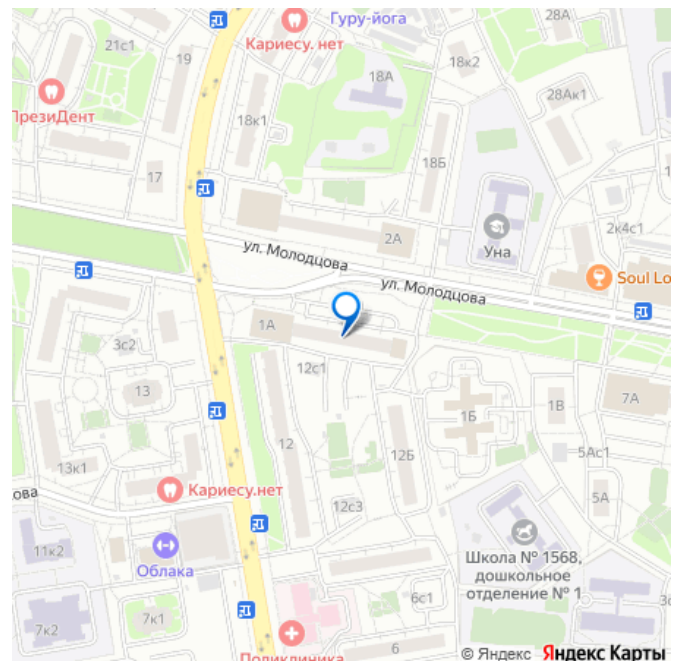 Гуру-йога
28А
21с1
19
Кариесу. нет
18к2
18А
ПрезиДент
28Ак1
18к1
18Б
17
2А
Уна
2к4с1
ул. Молодцова
ул. Молодцова
Soul Lo
1А
3с2
12с1
13
1Б
1В
7А
12
12Б
5Ас1
13к1
Кариесу.нет
ова
12с3
5А
11к2
Облака
Школа № 1568,
дошкольное
отделение № 1
3с
7к1
6с1
7к2
6
Поликлиника
© Яндекс Яндекс Карты